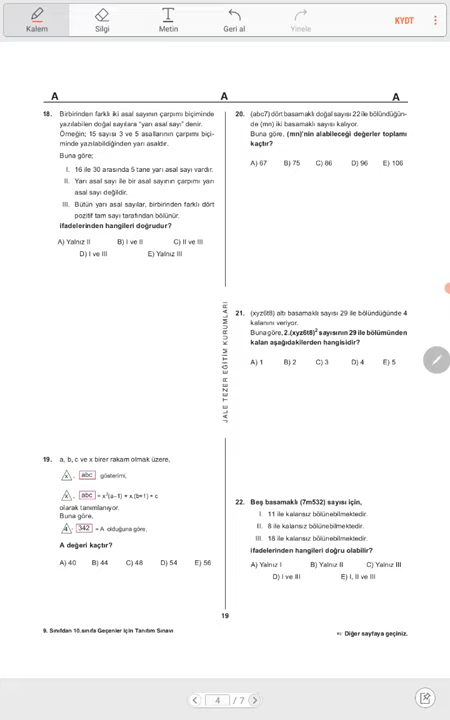 Kalem
Silgi
Metin
Geri al
Yinele
KYDT
A
A
A
18. Birbirinden farklı iki asal sayının çarpımı biçiminde
yazılabilen doğal sayılara "yarı asal sayı" denir.
Örneğin; 15 sayısı 3 ve 5 asallarının çarpımı biçi-
minde yazılabildiğinden yarı asaldır.
Buna göre;
I. 16 ile 30 arasında 5 tane yarı asal sayı vardır.
II. Yarı asal sayı ile bir asal sayının çarpımı yarı
asal sayı değildir.
III. Bütün yarı asal sayılar, birbirinden farklı dört
pozitif tam sayı tarafından bölünür.
ifadelerinden hangileri doğrudur?
A) Yalnız II B) I ve II C) II ve III
D) I ve III E) Yalnız III
19. a, b, c ve x birer rakam olmak üzere,
x . abc gösterimi,
x . abc = x²(a–1) + x.(b+1) + c
olarak tanımlanıyor.
Buna göre,
4 . 342 = A olduğuna göre,
A değeri kaçtır?
A) 40 B) 44 C) 48 D) 54 E) 56
JALE TEZER EĞİTİM KURUMLARI
20. (abc7) dört basamaklı doğal sayısı 22 ile bölündüğün-
de (mn) iki basamaklı sayısı kalıyor.
Buna göre, (mn)'nin alabileceği değerler toplamı
kaçtır?
A) 67 B) 75 C) 86 D) 96 E) 106
21. (xyz6t8) altı basamaklı sayısı 29 ile bölündüğünde 4
kalanını veriyor.
Buna göre, 2.(xyz6t8)² sayısının 29 ile bölümünden
kalan aşağıdakilerden hangisidir?
A) 1 B) 2 C) 3 D) 4 E) 5
22. Beş basamaklı (7m532) sayısı için,
I. 11 ile kalansız bölünebilmektedir.
II. 8 ile kalansız bölünebilmektedir.
III. 18 ile kalansız bölünebilmektedir.
ifadelerinden hangileri doğru olabilir?
A) Yalnız I B) Yalnız II C) Yalnız III
D) I ve III E) I, II ve III
19
9. Sınıfdan 10.sınıfa Geçenler İçin Tanıtım Sınavı
Diğer sayfaya geçiniz.
4 / 7